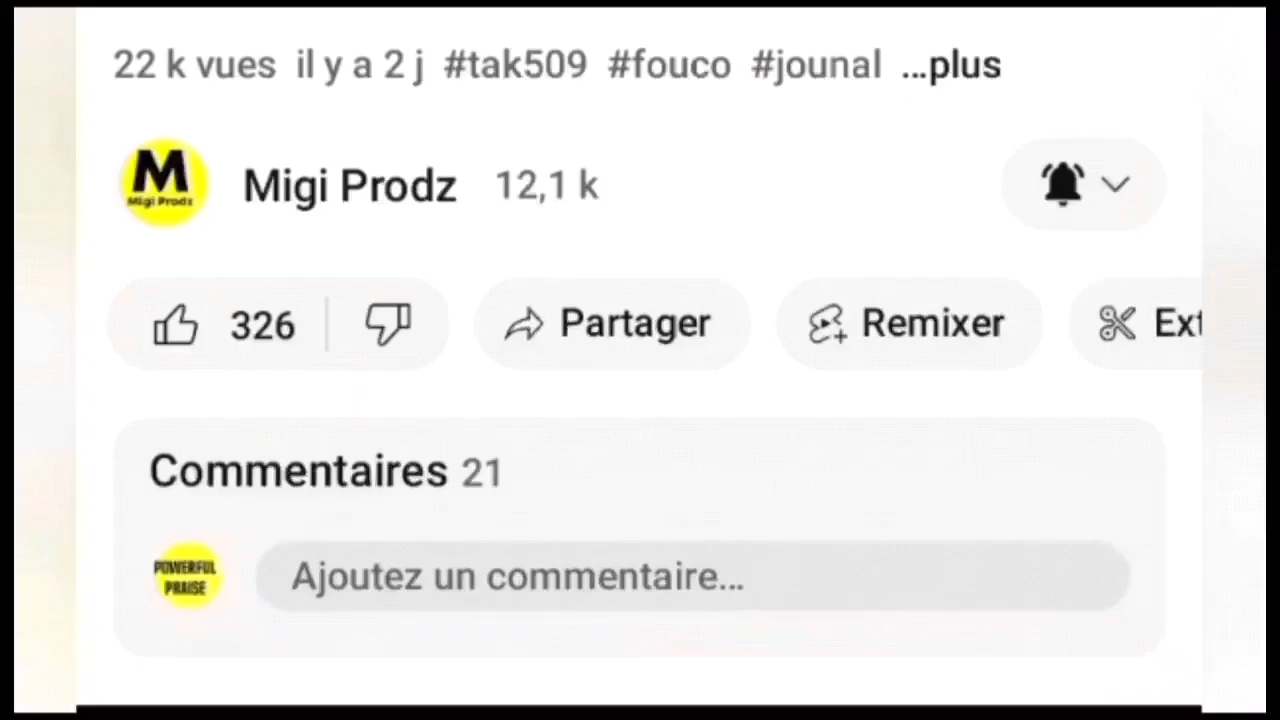 22 k vues il y a 2 j #tak509 #fouco #jounal ...plus
M
Migi Prodz
Migi Prodz 12,1 k
326 Partager Remixer Ext
Commentaires 21
POWERFUL
PRAISE
Ajoutez un commentaire...